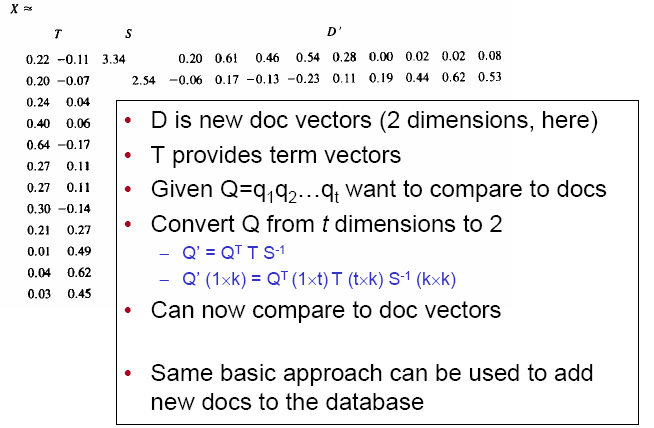 X ≈
T S D'
0.22 −0.11 3.34 0.20 0.61 0.46 0.54 0.28 0.00 0.02 0.02 0.08
0.20 −0.07 2.54 −0.06 0.17 −0.13 −0.23 0.11 0.19 0.44 0.62 0.53
0.24 0.04
0.40 0.06
0.64 −0.17
0.27 0.11
0.27 0.11
0.30 −0.14
0.21 0.27
0.01 0.49
0.04 0.62
0.03 0.45
• D is new doc vectors (2 dimensions, here)
• T provides term vectors
• Given Q=q₁q₂…qₜ want to compare to docs
• Convert Q from t dimensions to 2
– Q' = Qᵀ T S⁻¹
– Q' (1×k) = Qᵀ (1×t) T (t×k) S⁻¹ (k×k)
• Can now compare to doc vectors
• Same basic approach can be used to add
new docs to the database